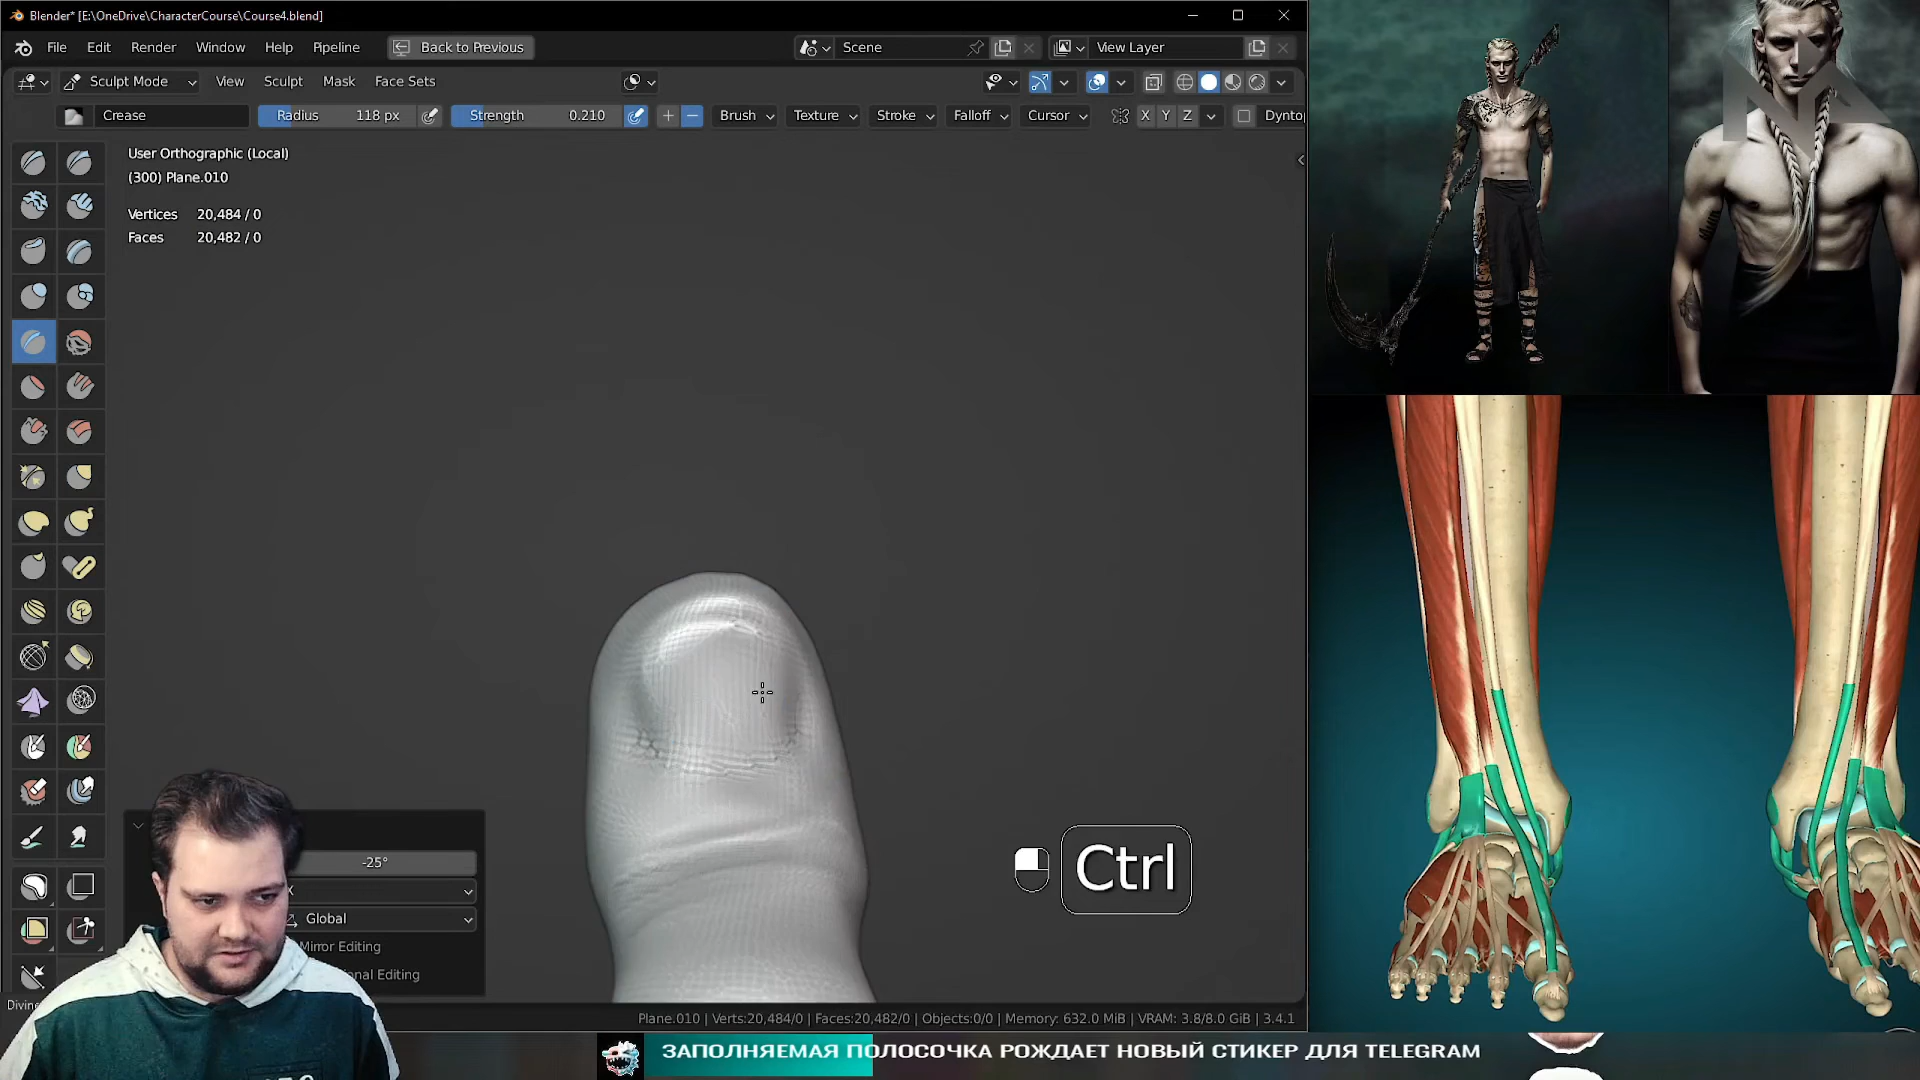 Blender* [E:\OneDrive\CharacterCourse\Course4.blend]
File Edit Render Window Help Pipeline Back to Previous Scene View Layer
Sculpt Mode View Sculpt Mask Face Sets
Crease Radius 118 px Strength 0.210 Brush Texture Stroke Falloff Cursor X Y Z Dynto
User Orthographic (Local)
(300) Plane.010
Vertices 20,484 / 0
Faces 20,482 / 0
Ctrl
-25°
X
Global
Mirror Editing
onal Editing
Divine
Plane.010 | Verts:20,484/0 | Faces:20,482/0 | Objects:0/0 | Memory: 632.0 MiB | VRAM: 3.8/8.0 GiB | 3.4.1
ЗАПОЛНЯЕМАЯ ПОЛОСОЧКА РОЖДАЕТ НОВЫЙ СТИКЕР ДЛЯ TELEGRAM